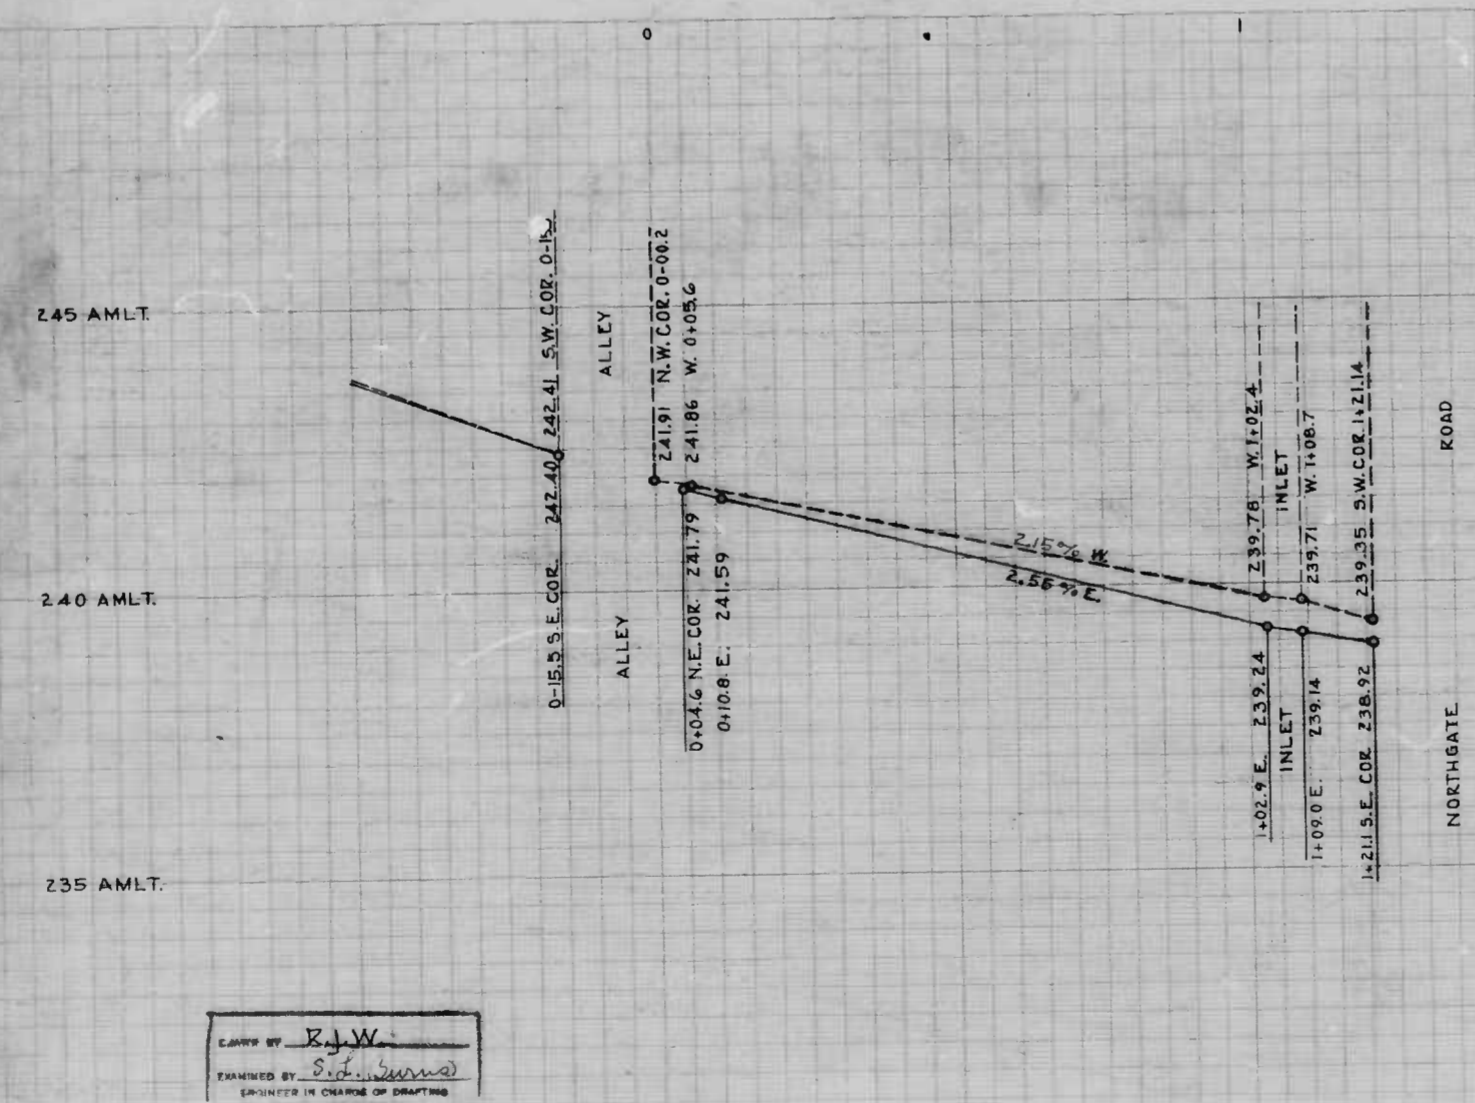 0
1
245 AMLT.
240 AMLT.
235 AMLT.
0-15.5 S.E. COR. 242.40
242.41 S.W. COR.
ALLEY
ALLEY
241.91 N.W. COR. 0-00.2
241.86 W. 0+05.6
0+04.6 N.E. COR. 241.79
0+10.8 E. 241.59
2.15% W.
2.55% E.
239.78 W. 1+02.4
INLET
239.71 W. 1+08.7
239.35 S.W. COR. 1+21.14
1+02.9 E. 239.24
INLET
1+09.0 E. 239.14
1+21.1 S.E. COR 238.92
ROAD
NORTHGATE
DRAWN BY R.J.W.
EXAMINED BY S.L.
ENGINEER IN CHARGE OF DRAFTING